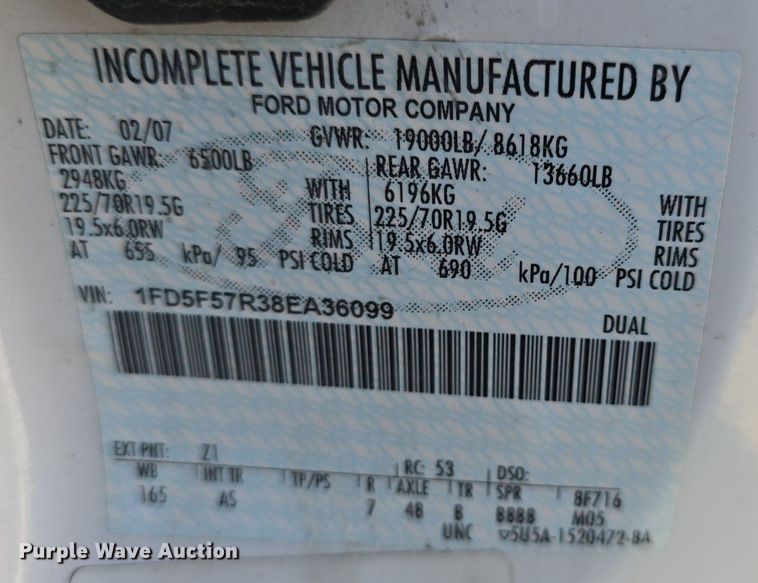 INCOMPLETE VEHICLE MANUFACTURED BY
FORD MOTOR COMPANY
DATE: 02/07 GVWR: 19000LB/ 8618KG
FRONT GAWR: 6500LB REAR GAWR: 13660LB
2948KG WITH 6196KG WITH
225/70R19.5G TIRES 225/70R19.5G TIRES
19.5x6.0RW RIMS 19.5x6.0RW RIMS
AT 655 kPa/ 95 PSI COLD AT 690 kPa/100 PSI COLD
VIN: 1FD5F57R38EA36099
DUAL
EXT PNT: Z1 RC: 53 DSO:
WB INT TR TP/PS R AXLE TR SPR 8F716
165 AS 7 48 B BBBB M05
UNC V5U5A-1520472-BA
Purple Wave Auction